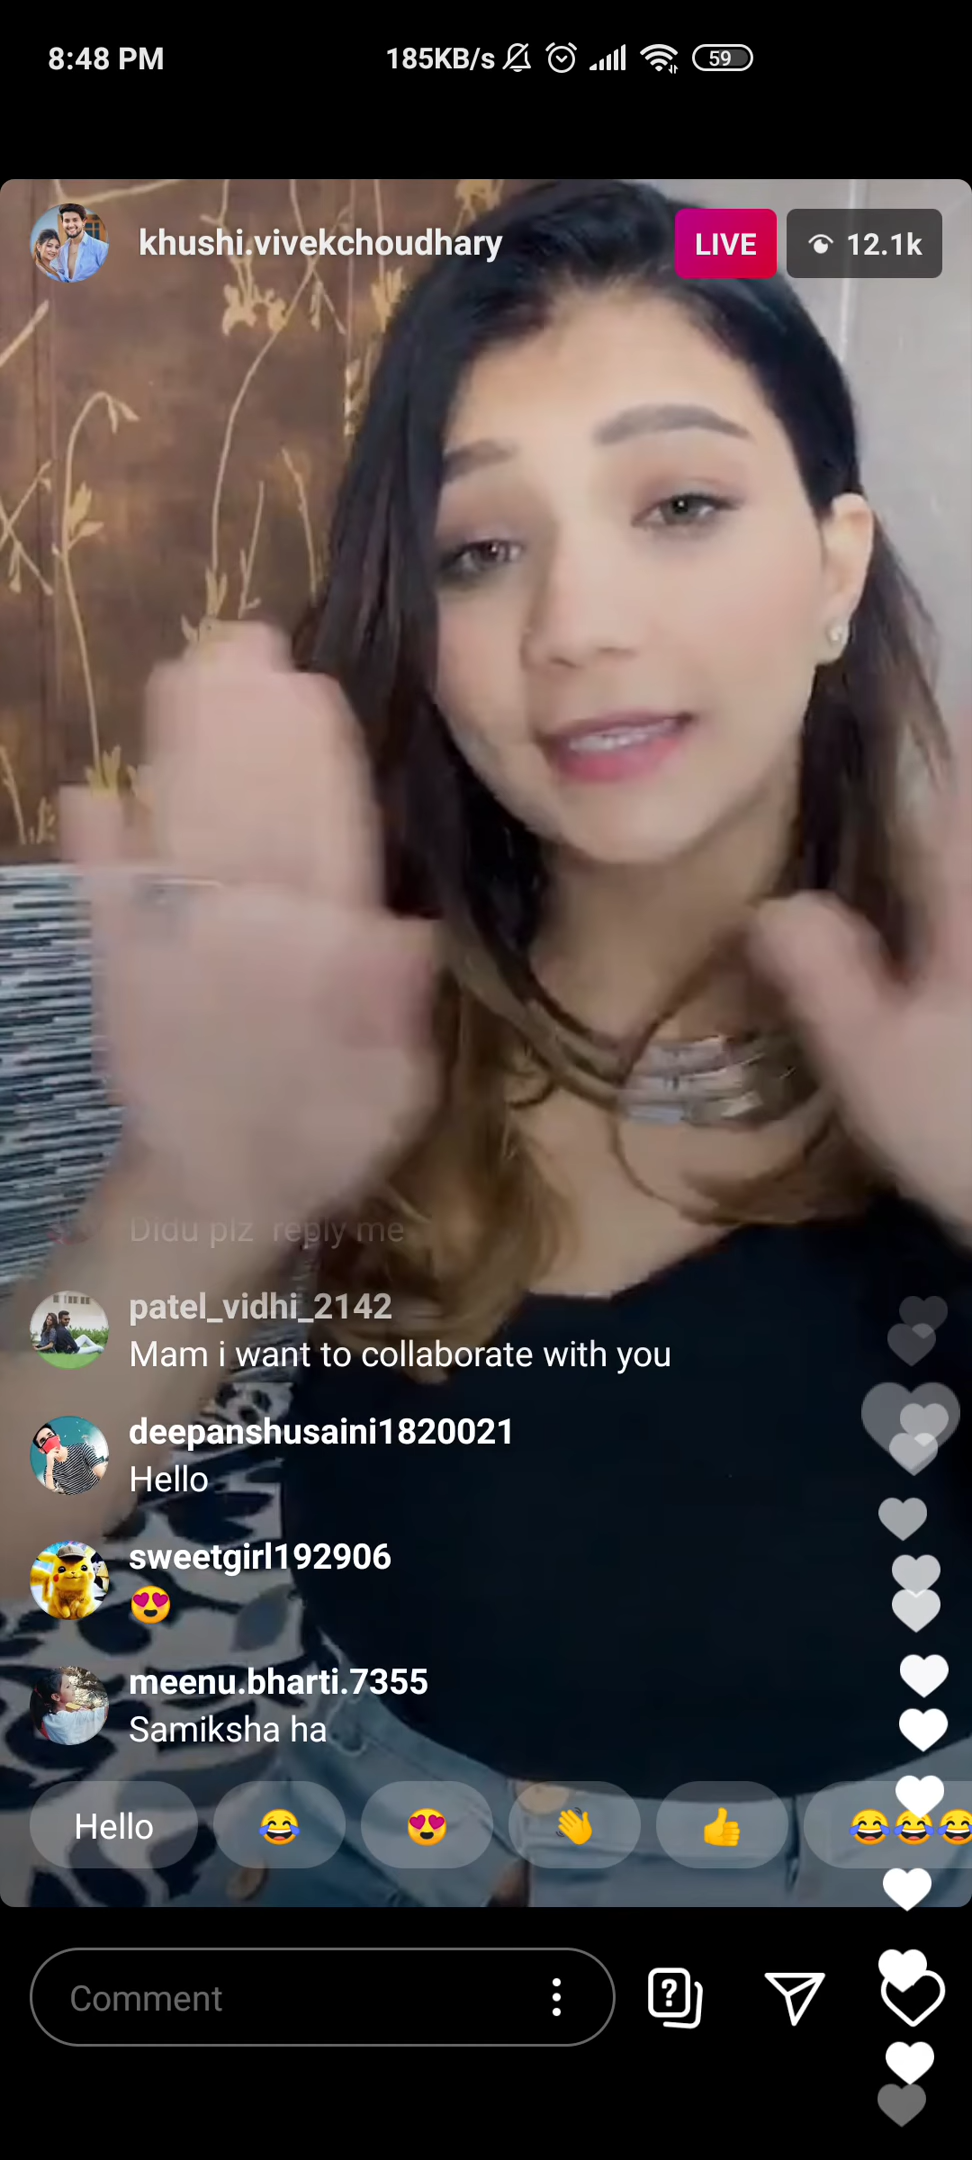 8:48 PM
185KB/s
59
khushi.vivekchoudhary
LIVE
12.1k
Didu plz reply me
patel_vidhi_2142
Mam i want to collaborate with you
deepanshusaini1820021
Hello
sweetgirl192906
😍
meenu.bharti.7355
Samiksha ha
Hello 😂 😍 👋 👍 😂😂😂
Comment